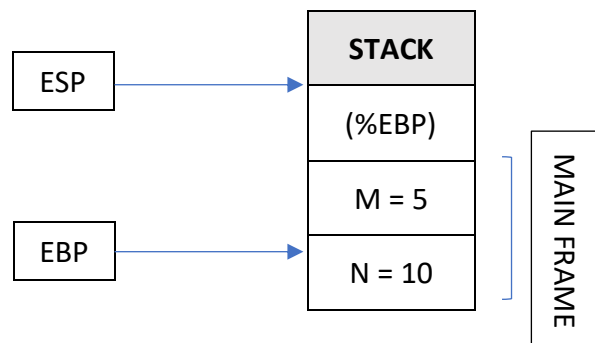 STACK
ESP
(%EBP)
M = 5
EBP
N = 10
MAIN FRAME